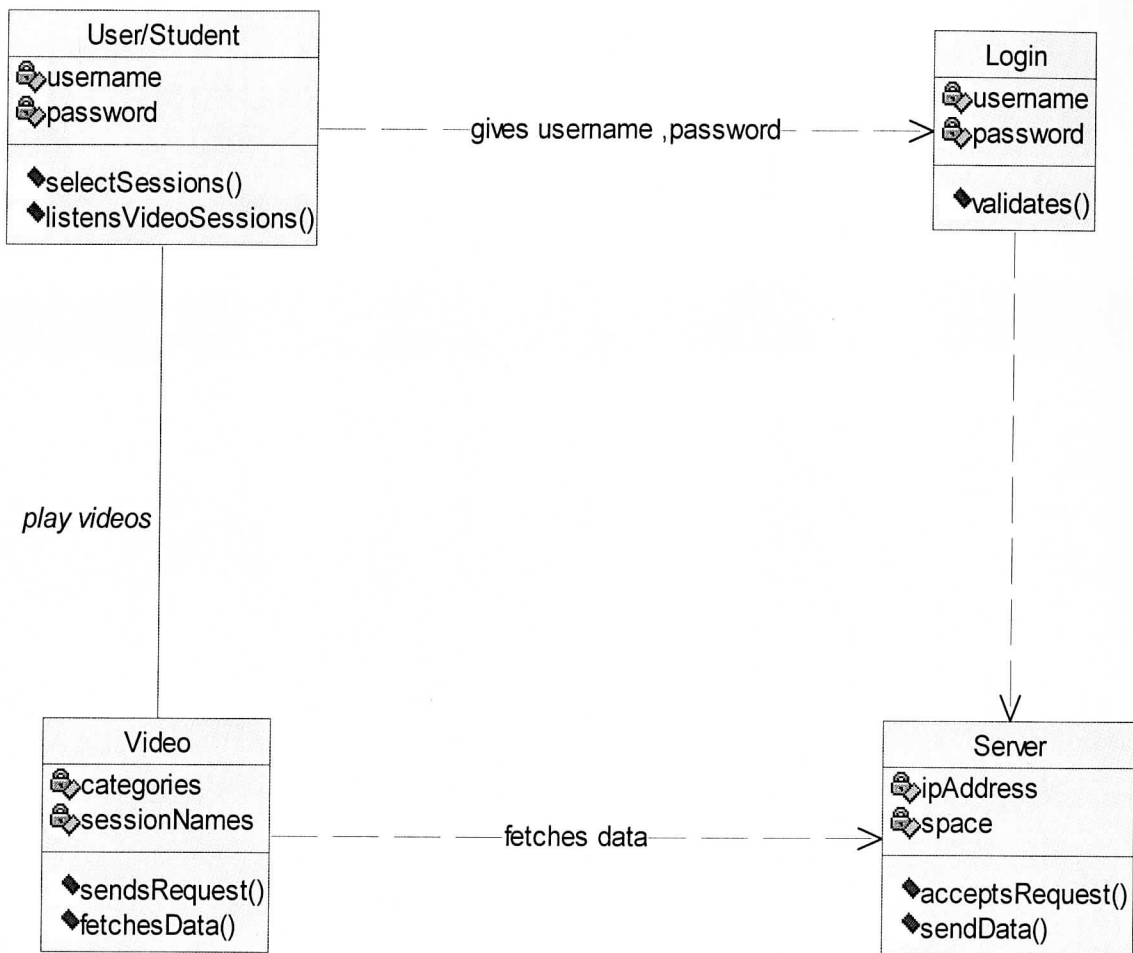 User/Student
username
password
selectSessions()
listensVideoSessions()
gives username ,password
Login
username
password
validates()
play videos
Video
categories
sessionNames
sendsRequest()
fetchesData()
fetches data
Server
ipAddress
space
acceptsRequest()
sendData()